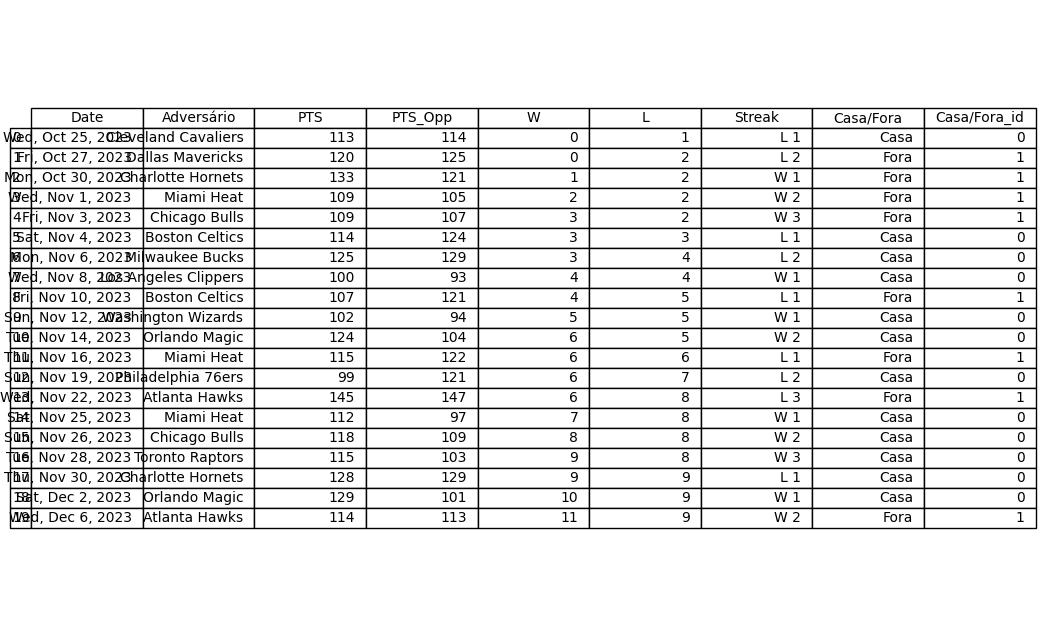 Date Adversário PTS PTS_Opp W L Streak Casa/Fora Casa/Fora_id
0 Wed, Oct 25, 2023 Cleveland Cavaliers 113 114 0 1 L 1 Casa 0
1 Fri, Oct 27, 2023 Dallas Mavericks 120 125 0 2 L 2 Fora 1
2 Mon, Oct 30, 2023 Charlotte Hornets 133 121 1 2 W 1 Fora 1
3 Wed, Nov 1, 2023 Miami Heat 109 105 2 2 W 2 Fora 1
4 Fri, Nov 3, 2023 Chicago Bulls 109 107 3 2 W 3 Fora 1
5 Sat, Nov 4, 2023 Boston Celtics 114 124 3 3 L 1 Casa 0
6 Mon, Nov 6, 2023 Milwaukee Bucks 125 129 3 4 L 2 Casa 0
7 Wed, Nov 8, 2023 Los Angeles Clippers 100 93 4 4 W 1 Casa 0
8 Fri, Nov 10, 2023 Boston Celtics 107 121 4 5 L 1 Fora 1
9 Sun, Nov 12, 2023 Washington Wizards 102 94 5 5 W 1 Casa 0
10 Tue, Nov 14, 2023 Orlando Magic 124 104 6 5 W 2 Casa 0
11 Thu, Nov 16, 2023 Miami Heat 115 122 6 6 L 1 Fora 1
12 Sun, Nov 19, 2023 Philadelphia 76ers 99 121 6 7 L 2 Casa 0
13 Wed, Nov 22, 2023 Atlanta Hawks 145 147 6 8 L 3 Fora 1
14 Sat, Nov 25, 2023 Miami Heat 112 97 7 8 W 1 Casa 0
15 Sun, Nov 26, 2023 Chicago Bulls 118 109 8 8 W 2 Casa 0
16 Tue, Nov 28, 2023 Toronto Raptors 115 103 9 8 W 3 Casa 0
17 Thu, Nov 30, 2023 Charlotte Hornets 128 129 9 9 L 1 Casa 0
18 Sat, Dec 2, 2023 Orlando Magic 129 101 10 9 W 1 Casa 0
19 Wed, Dec 6, 2023 Atlanta Hawks 114 113 11 9 W 2 Fora 1